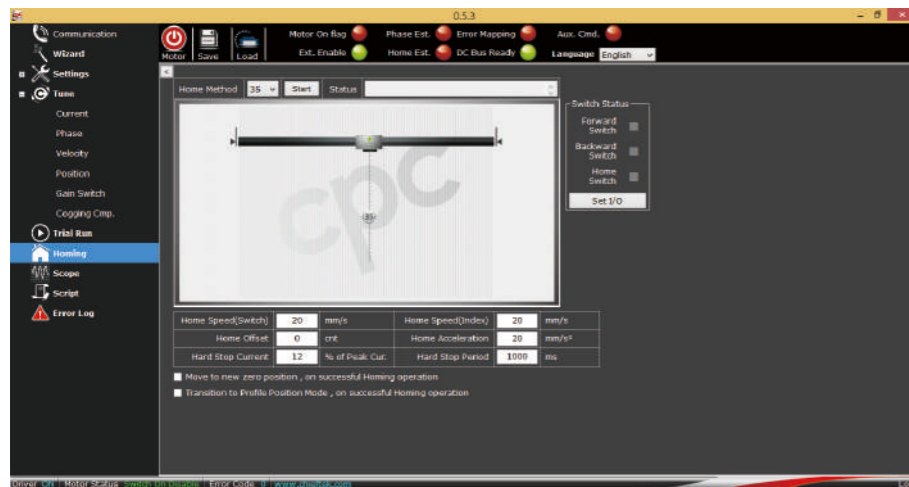 0.5.3
Communication
Wizard
Settings
Tune
Current
Phase
Velocity
Position
Gain Switch
Cogging Cmp.
Trial Run
Homing
Scope
Script
Error Log
Motor Save Load
Motor On flag Phase Est. Error Mapping Aux. Cmd.
Ext. Enable Home Est. DC Bus Ready Language English
Home Method 35 Start Status
cpc
35
Switch Status
Forward Switch
Backward Switch
Home Switch
Set I/O
Home Speed(Switch) 20 mm/s Home Speed(Index) 20 mm/s
Home Offset 0 cnt Home Acceleration 20 mm/s²
Hard Stop Current 12 % of Peak Cur. Hard Stop Period 1000 ms
Move to new zero position , on successful Homing operation
Transition to Profile Position Mode , on successful Homing operation
Driver ON Motor Status Switch On Disable Error Code 0 www.chieftek.com